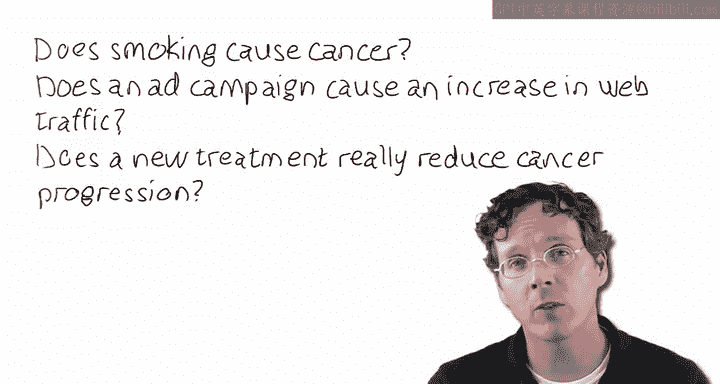 Does smoking cause cancer?
Does an ad campaign cause an increase in web
traffic?
Does a new treatment really reduce cancer
progression?